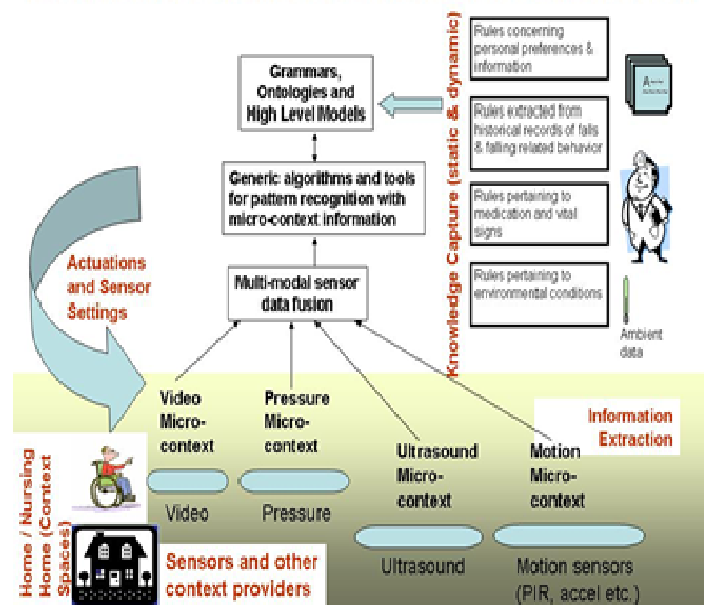 Grammars,
Ontologies and
High Level Models
Generic algorithms and tools
for pattern recognition with
micro-context information
Multi-modal sensor
data fusion
Knowledge Capture (static & dynamic)
Rules concerning
personal preferences &
information
Rules extracted from
historical records of falls
& falling related behavior
Rules pertaining to
medication and vital
signs
Rules pertaining to
environmental conditions
A
Ambient
data
Actuations
and Sensor
Settings
Video
Micro-
context
Pressure
Micro-
context
Ultrasound
Micro-
context
Motion
Micro-
context
Information
Extraction
Video
Pressure
Ultrasound
Motion sensors
(PIR, accel etc.)
Home / Nursing
Home (Context
Spaces)
Sensors and other
context providers